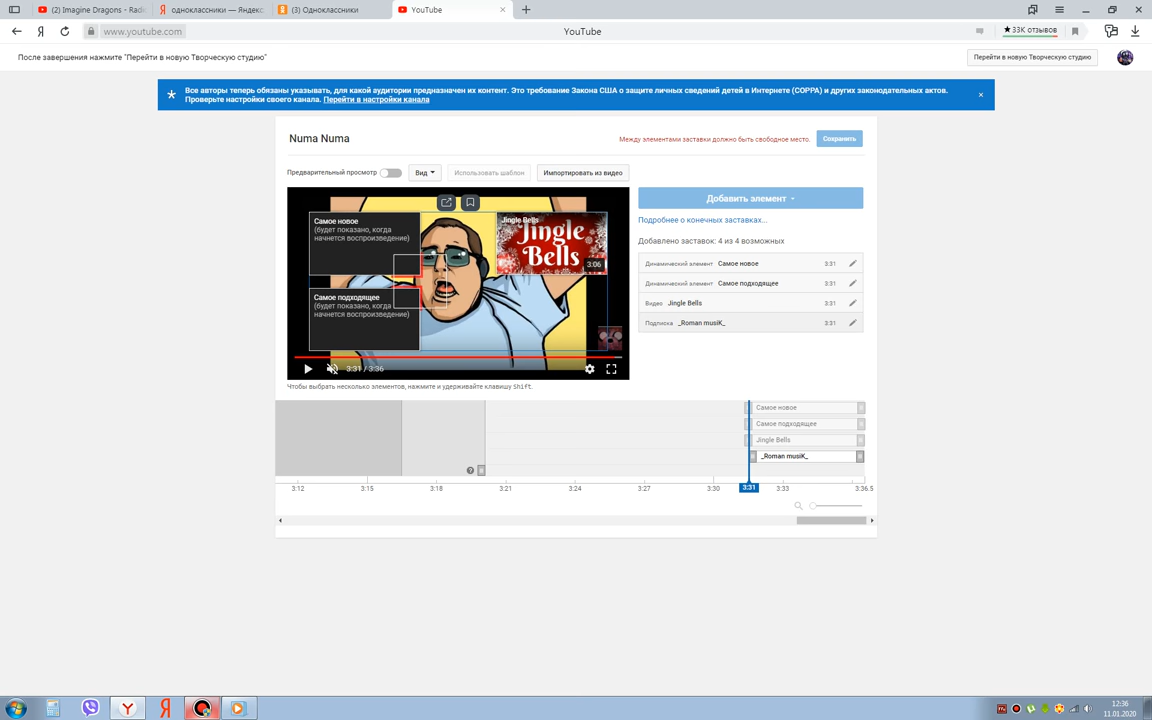 (2) Imagine Dragons - Radi
одноклассники — Яндекс
(3) Одноклассники
YouTube
www.youtube.com
YouTube
★33K отзывов
После завершения нажмите "Перейти в новую Творческую студию"
Перейти в новую Творческую студию
Все авторы теперь обязаны указывать, для какой аудитории предназначен их контент. Это требование Закона США о защите личных сведений детей в Интернете (COPPA) и других законодательных актов.
Проверьте настройки своего канала. Перейти в настройки канала
Numa Numa
Между элементами заставки должно быть свободное место.
Сохранить
Предварительный просмотр
Вид
Использовать шаблон
Импортировать из видео
Самое новое
(будет показано, когда
начнется воспроизведение)
Jingle Bells
Jingle
Bells
3:06
Самое подходящее
(будет показано, когда
начнется воспроизведение)
3:31 / 3:36
Чтобы выбрать несколько элементов, нажмите и удерживайте клавишу Shift.
Добавить элемент
Подробнее о конечных заставках...
Добавлено заставок: 4 из 4 возможных
Динамический элемент Самое новое 3:31
Динамический элемент Самое подходящее 3:31
Видео Jingle Bells 3:31
Подписка _Roman musiK_ 3:31
Самое новое
Самое подходящее
Jingle Bells
_Roman musiK_
3:12 3:15 3:18 3:21 3:24 3:27 3:30 3:31 3:33 3:36.5
12:36
11.01.2020